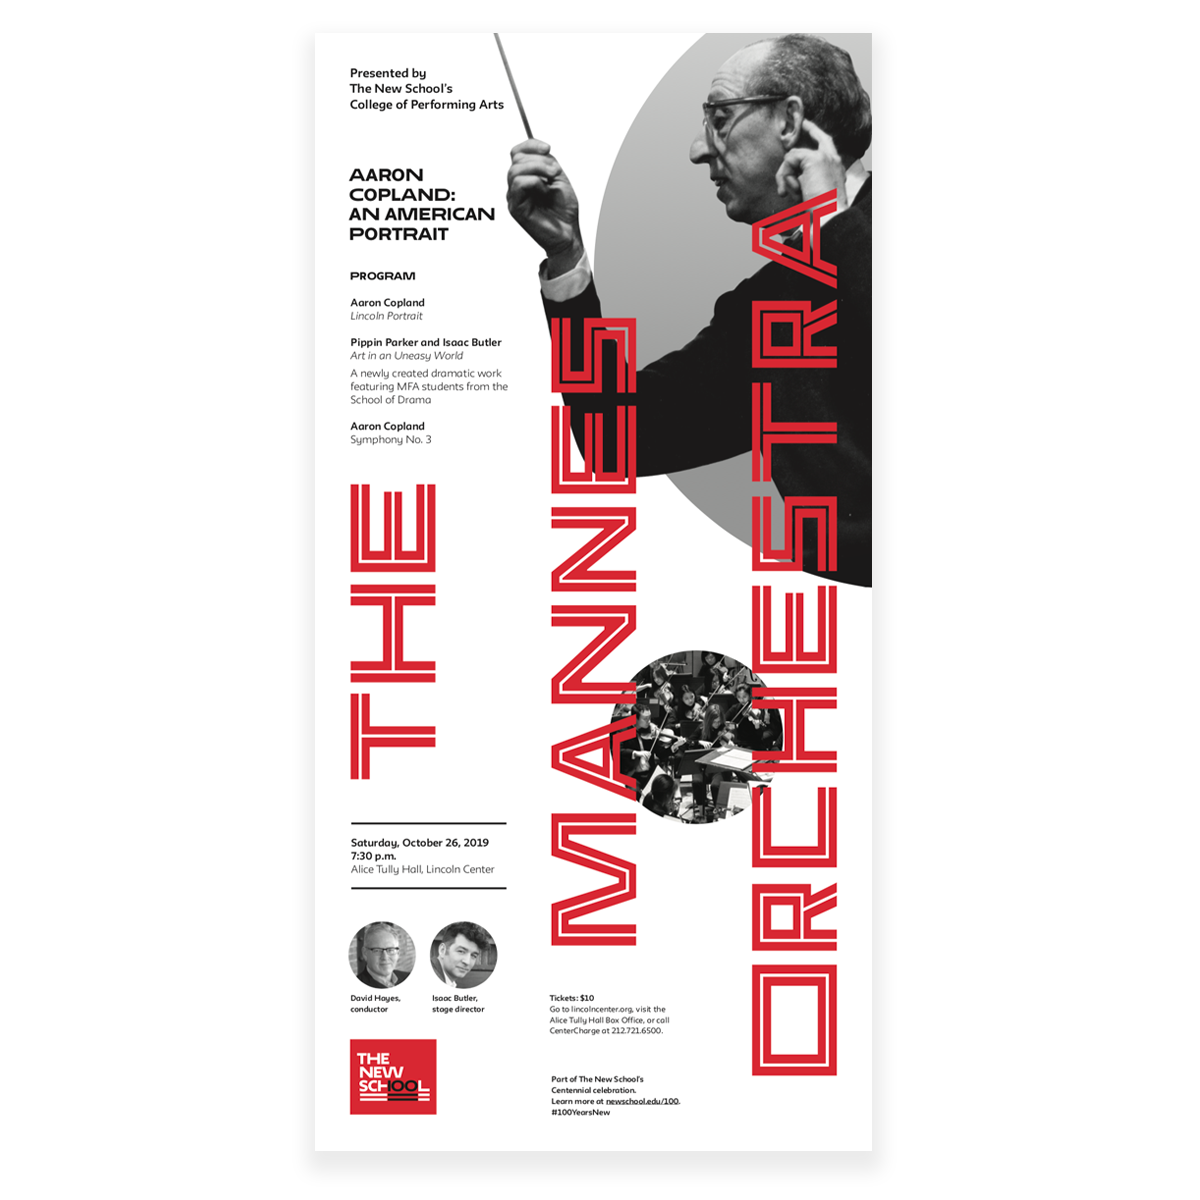 Presented by
The New School's
College of Performing Arts
AARON
COPLAND:
AN AMERICAN
PORTRAIT
PROGRAM
Aaron Copland
Lincoln Portrait
Pippin Parker and Isaac Butler
Art in an Uneasy World
A newly created dramatic work
featuring MFA students from the
School of Drama
Aaron Copland
Symphony No. 3
THE
MANNES
ORCHESTRA
Saturday, October 26, 2019
7:30 p.m.
Alice Tully Hall, Lincoln Center
David Hayes,
conductor
Isaac Butler,
stage director
THE
NEW
SCH100L
Tickets: $10
Go to lincolncenter.org, visit the
Alice Tully Hall Box Office, or call
CenterCharge at 212.721.6500.
Part of The New School's
Centennial celebration.
Learn more at newschool.edu/100.
#100YearsNew